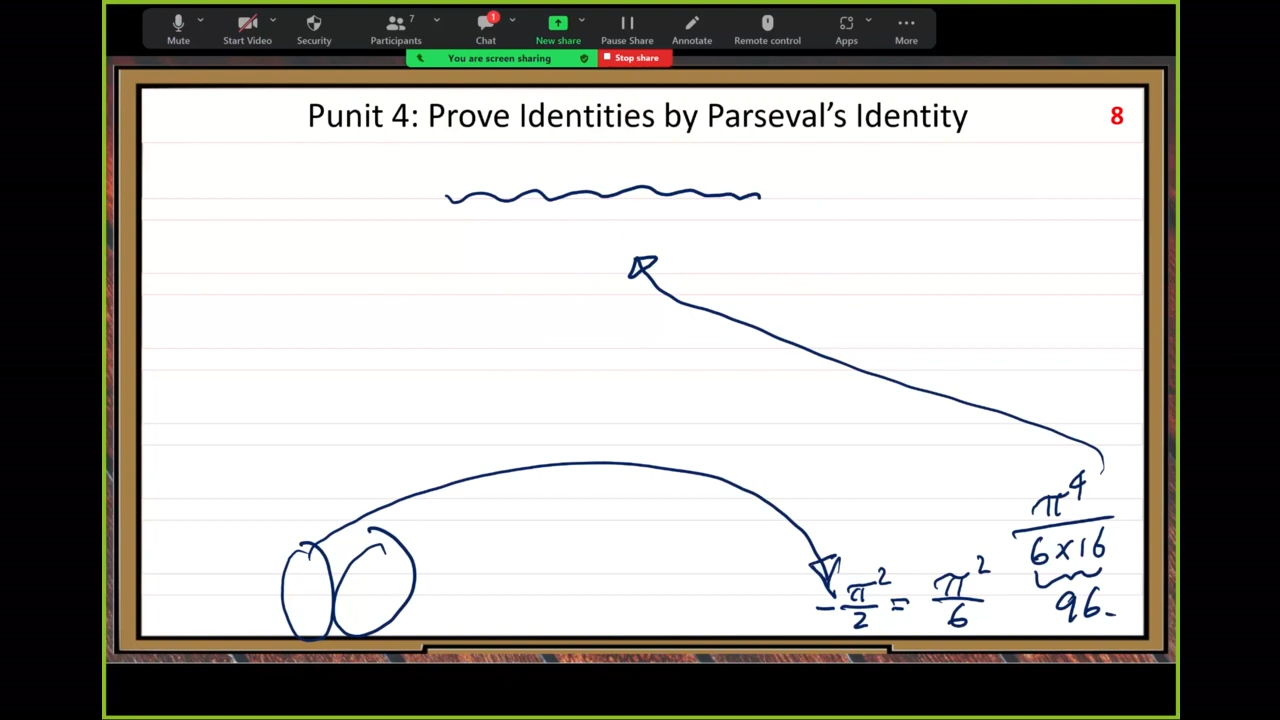 7
1
Mute
Start Video
Security
Participants
Chat
New share
Pause Share
Annotate
Remote control
Apps
More
You are screen sharing
Stop share
Punit 4: Prove Identities by Parseval’s Identity
8
π⁴
6×16
96
-π²/2 = π²/6